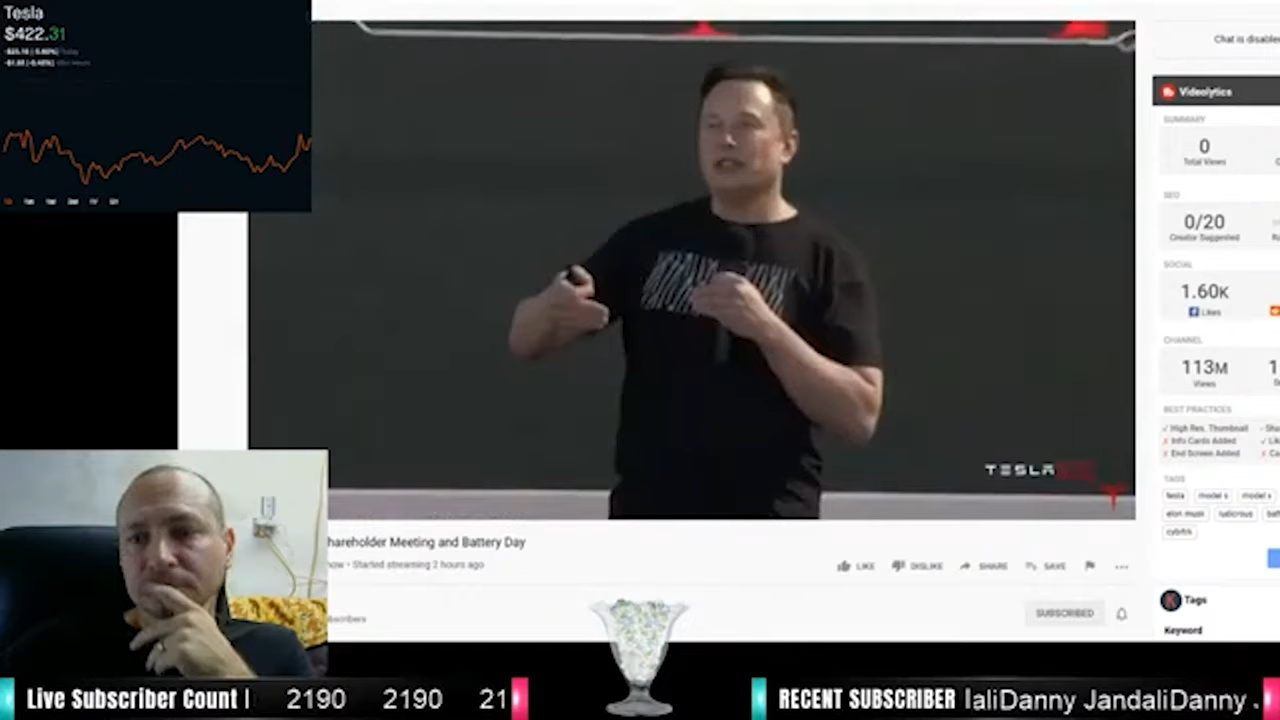 Tesla
$422.31
TESLA
hareholder Meeting and Battery Day
now • Started streaming 2 hours ago
LIKE DISLIKE SHARE SAVE
SUBSCRIBED
Chat is disable
Videolytics
SUMMARY
0
Total Views
SEO
0/20
Creator Suggested
SOCIAL
1.60K
Likes
CHANNEL
113M
Views
BEST PRACTICES
✓ High Res. Thumbnail
✗ Info Cards Added
✗ End Screen Added
TAGS
tesla model s model s
elon musk ludicrous
Tags
Keyword
Live Subscriber Count | 2190 2190 21
RECENT SUBSCRIBER laliDanny JandaliDanny